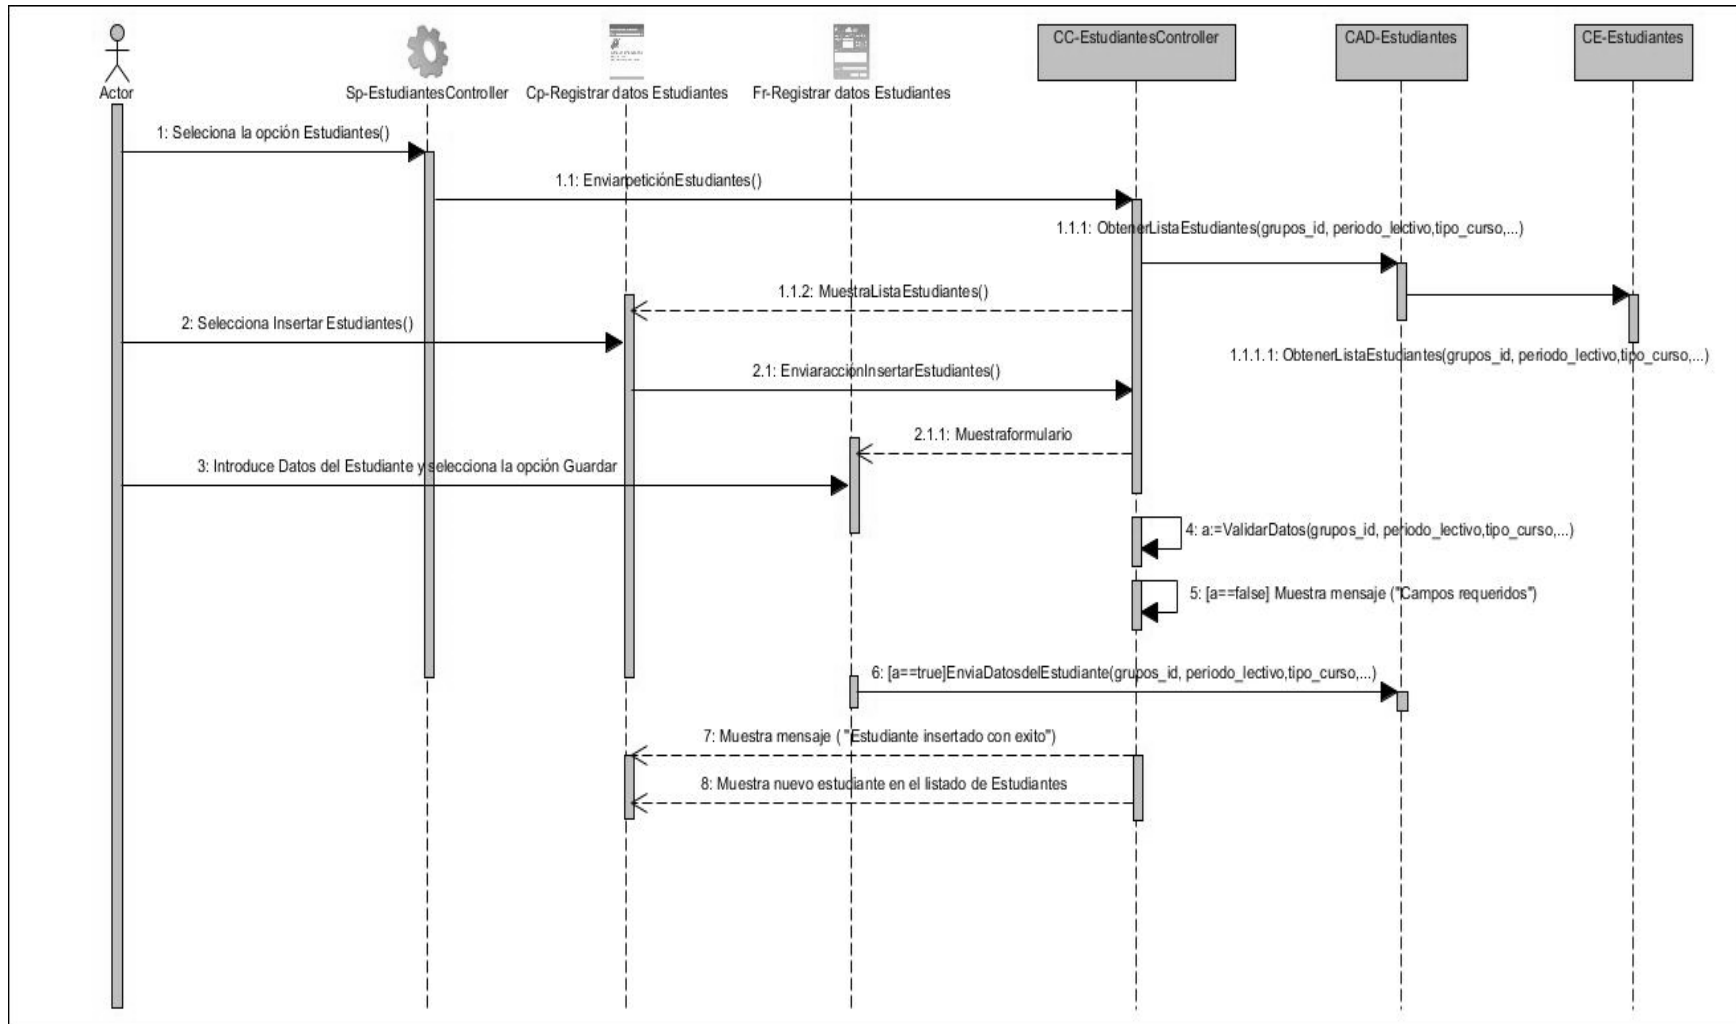 CC-EstudiantesController
CAD-Estudiantes
CE-Estudiantes
Actor
Sp-EstudiantesController
Cp-Registrar datos Estudiantes
Fr-Registrar datos Estudiantes
1: Seleciona la opción Estudiantes()
1.1: EnviarpeticiónEstudiantes()
1.1.1: ObtenerListaEstudiantes(grupos_id, periodo_lectivo,tipo_curso,...)
1.1.2: MuestraListaEstudiantes()
2: Selecciona Insertar Estudiantes()
1.1.1.1: ObtenerListaEstudiantes(grupos_id, periodo_lectivo,tipo_curso,...)
2.1: EnviaracciónInsertarEstudiantes()
2.1.1: Muestraformulario
3: Introduce Datos del Estudiante y selecciona la opción Guardar
4: a:=ValidarDatos(grupos_id, periodo_lectivo,tipo_curso,...)
5: [a==false] Muestra mensaje ("Campos requeridos")
6: [a==true]EnviaDatosdelEstudiante(grupos_id, periodo_lectivo,tipo_curso,...)
7: Muestra mensaje ( "Estudiante insertado con exito")
8: Muestra nuevo estudiante en el listado de Estudiantes